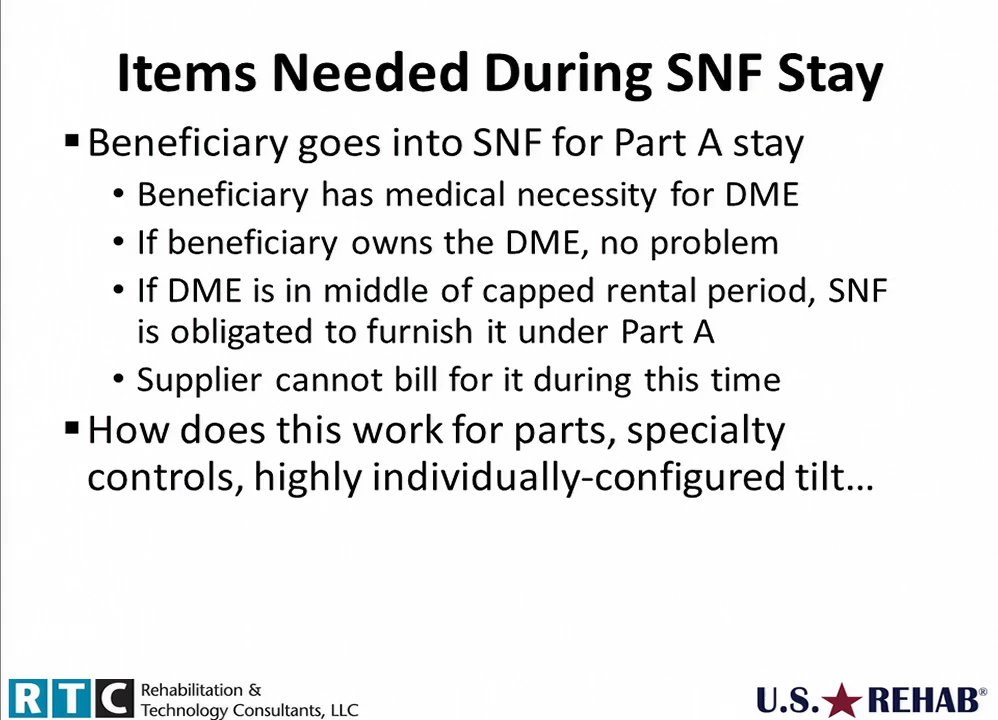 Items Needed During SNF Stay
▪ Beneficiary goes into SNF for Part A stay
• Beneficiary has medical necessity for DME
• If beneficiary owns the DME, no problem
• If DME is in middle of capped rental period, SNF
is obligated to furnish it under Part A
• Supplier cannot bill for it during this time
▪ How does this work for parts, specialty
controls, highly individually-configured tilt…
RTC Rehabilitation &
Technology Consultants, LLC
U.S. REHAB®